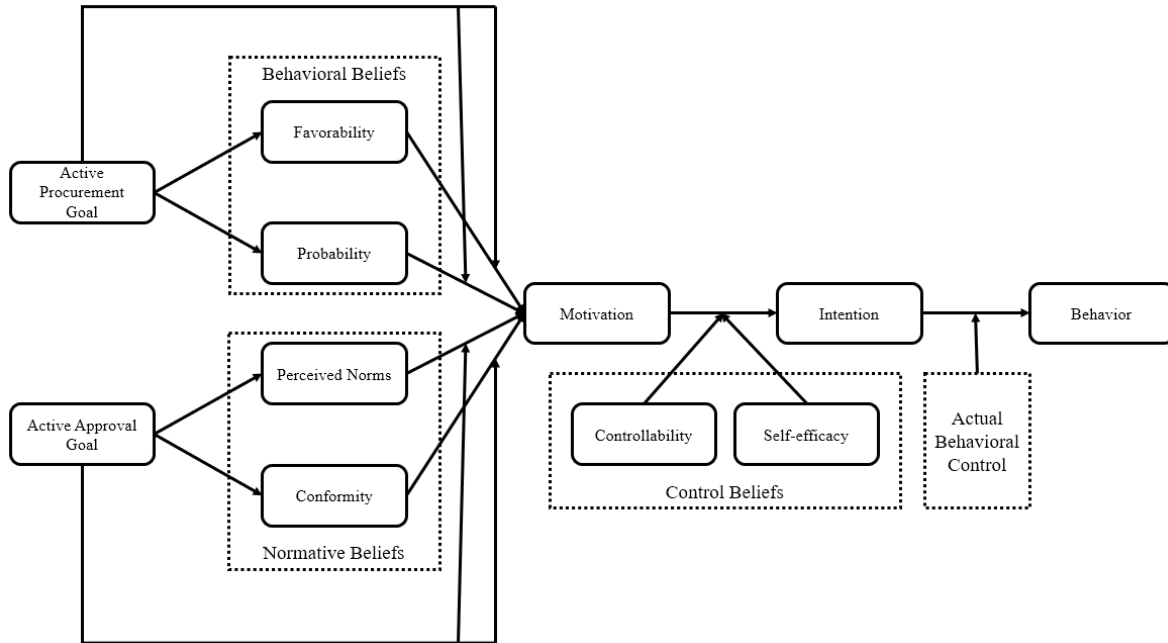 Behavioral Beliefs
Favorability
Active
Procurement
Goal
Probability
Motivation
Intention
Behavior
Perceived Norms
Active Approval
Goal
Controllability
Self-efficacy
Actual
Behavioral
Control
Conformity
Control Beliefs
Normative Beliefs